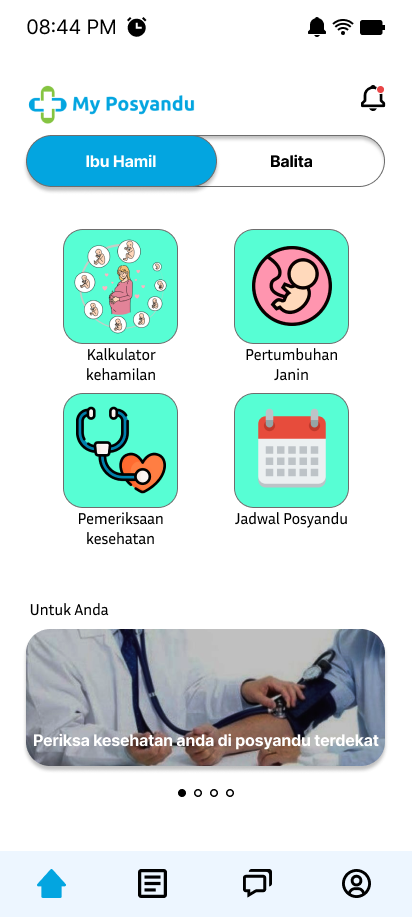 08:44 PM
My Posyandu
Ibu Hamil
Balita
Kalkulator
kehamilan
Pertumbuhan
Janin
Pemeriksaan
kesehatan
Jadwal Posyandu
Untuk Anda
Periksa kesehatan anda di posyandu terdekat